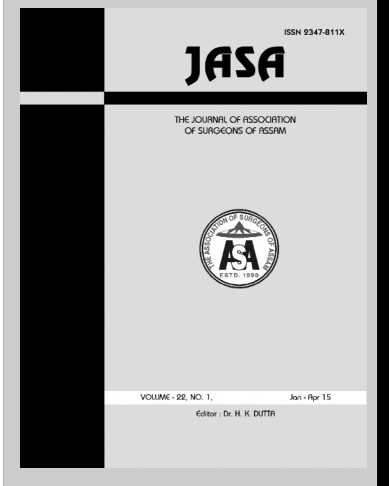 ISSN 2347-811X
JASA
THE JOURNAL OF ASSOCIATION
OF SURGEONS OF ASSAM
THE ASSOCIATION OF SURGEONS OF ASSAM
ASA
ESTD. 1990
VOLUME - 22, NO. 1, Jan - Apr 15
Editor : Dr. H. K. DUTTA